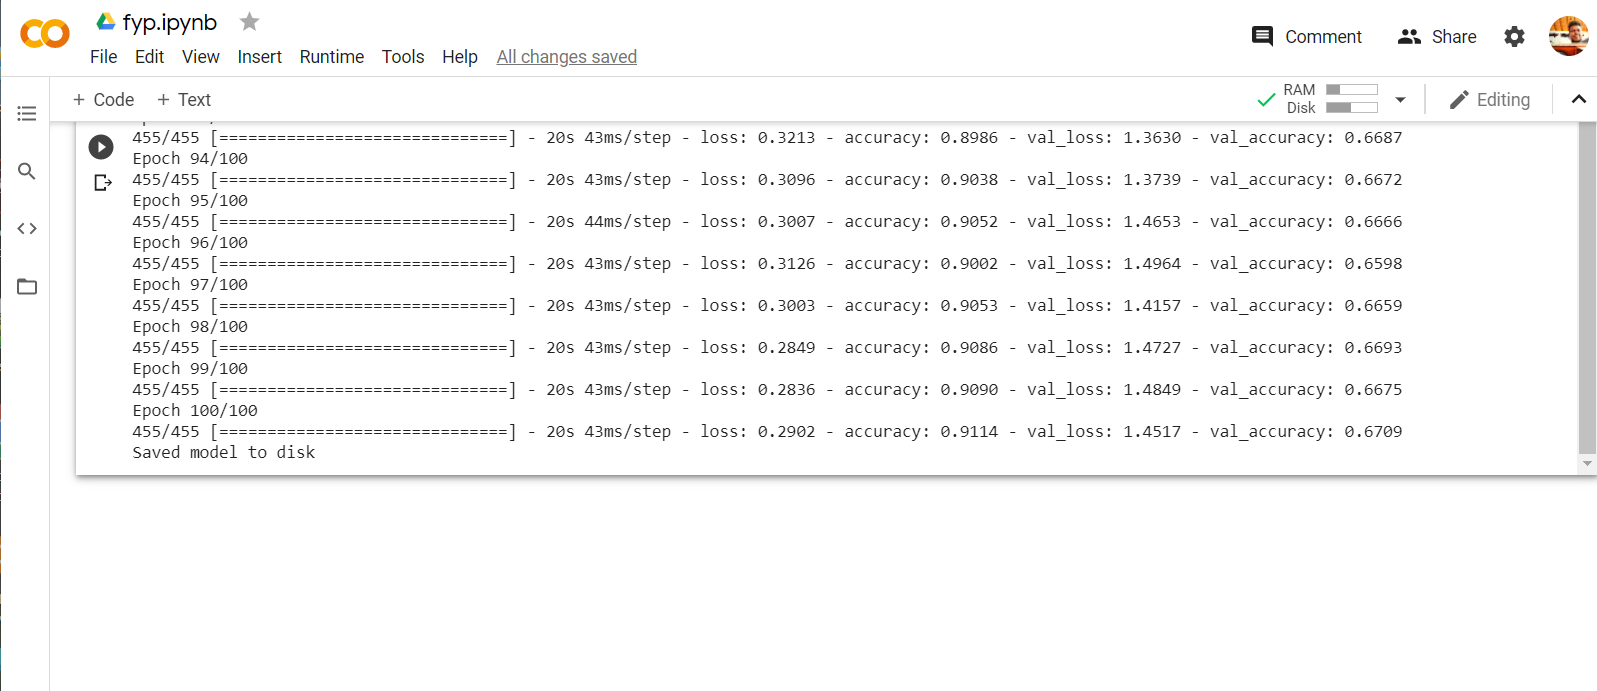 fyp.ipynb
File Edit View Insert Runtime Tools Help All changes saved
Comment Share
+ Code + Text
RAM
Disk
Editing
455/455 [==============================] - 20s 43ms/step - loss: 0.3213 - accuracy: 0.8986 - val_loss: 1.3630 - val_accuracy: 0.6687
Epoch 94/100
455/455 [==============================] - 20s 43ms/step - loss: 0.3096 - accuracy: 0.9038 - val_loss: 1.3739 - val_accuracy: 0.6672
Epoch 95/100
455/455 [==============================] - 20s 44ms/step - loss: 0.3007 - accuracy: 0.9052 - val_loss: 1.4653 - val_accuracy: 0.6666
Epoch 96/100
455/455 [==============================] - 20s 43ms/step - loss: 0.3126 - accuracy: 0.9002 - val_loss: 1.4964 - val_accuracy: 0.6598
Epoch 97/100
455/455 [==============================] - 20s 43ms/step - loss: 0.3003 - accuracy: 0.9053 - val_loss: 1.4157 - val_accuracy: 0.6659
Epoch 98/100
455/455 [==============================] - 20s 43ms/step - loss: 0.2849 - accuracy: 0.9086 - val_loss: 1.4727 - val_accuracy: 0.6693
Epoch 99/100
455/455 [==============================] - 20s 43ms/step - loss: 0.2836 - accuracy: 0.9090 - val_loss: 1.4849 - val_accuracy: 0.6675
Epoch 100/100
455/455 [==============================] - 20s 43ms/step - loss: 0.2902 - accuracy: 0.9114 - val_loss: 1.4517 - val_accuracy: 0.6709
Saved model to disk